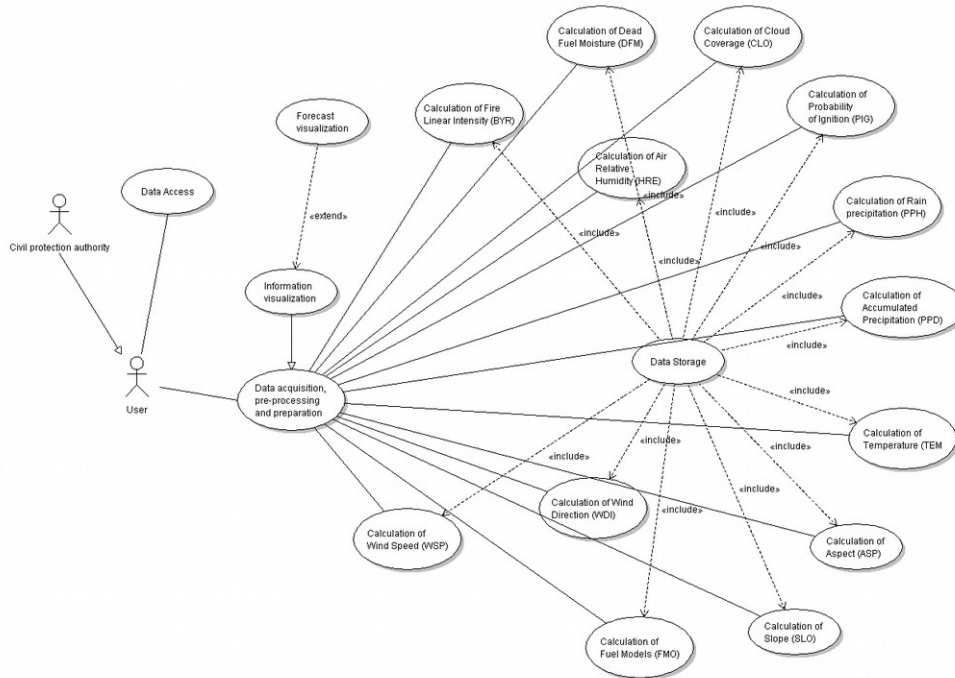 Calculation of Dead
Fuel Moisture (DFM)
Calculation of Cloud
Coverage (CLO)
Calculation of Fire
Linear Intensity (BYR)
Forecast
visualization
Calculation of
Probability
of Ignition (PIG)
Calculation of Air
Relative
Humidity (HRE)
Data Access
«include»
Calculation of Rain
precipitation (PPH)
«extend»
«include»
Civil protection authority
«include»
«include»
«include»
Information
visualization
«include»
Calculation of
Accumulated
Precipitation (PPD)
«include»
Data Storage
User
Data acquisition,
pre-processing
and preparation
«include»
Calculation of
Temperature (TEM
«include»
«include»
«include»
«include»
Calculation of Wind
Direction (WDI)
«include»
Calculation of
Wind Speed (WSP)
Calculation of
Aspect (ASP)
Calculation of
Slope (SLO)
Calculation of
Fuel Models (FMO)